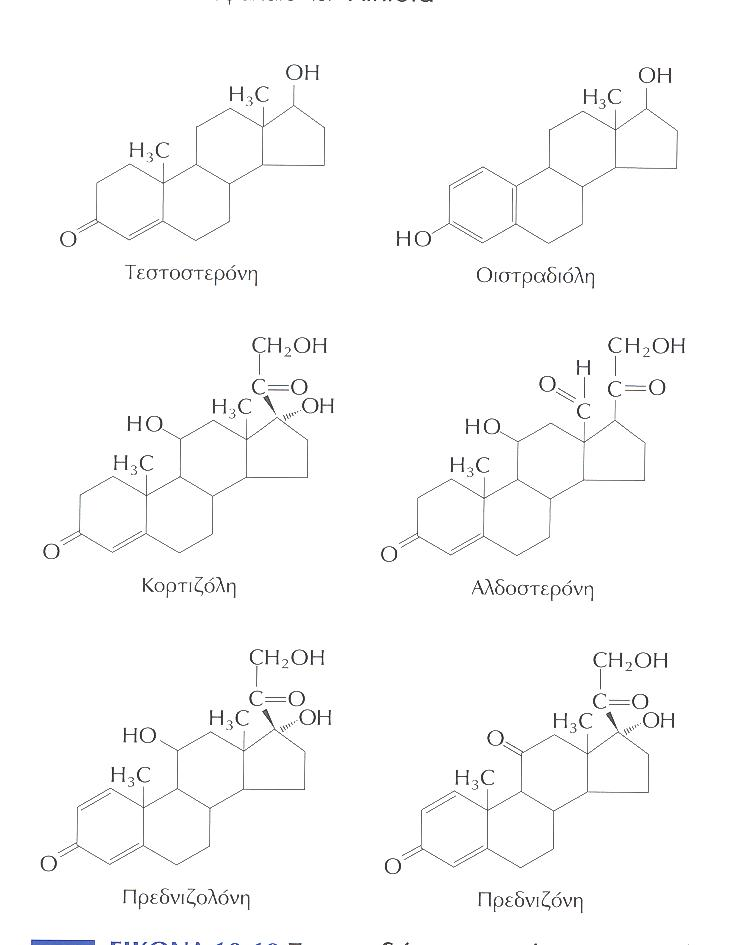 OH
H₃C
H₃C
O
Τεστοστερόνη
OH
H₃C
HO
Οιστραδιόλη
CH₂OH
C=O
H₃C OH
HO
H₃C
O
Κορτιζόλη
CH₂OH
H
O C=O
C
HO
H₃C
O
Αλδοστερόνη
CH₂OH
C=O
H₃C OH
HO
H₃C
O
Πρεδνιζολόνη
CH₂OH
C=O
H₃C OH
O
H₃C
O
Πρεδνιζόνη